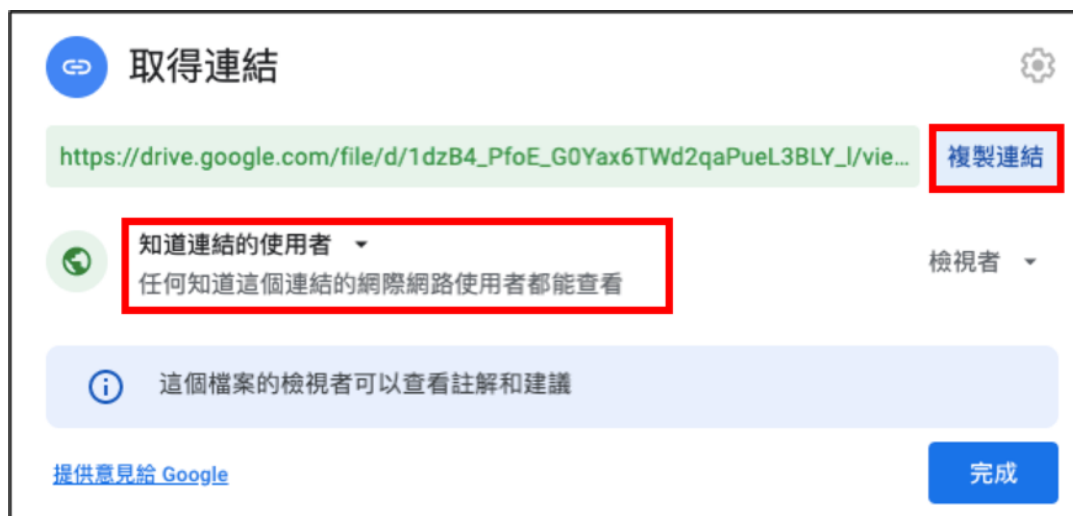 取得連結
https://drive.google.com/file/d/1dzB4_PfoE_G0Yax6TWd2qaPueL3BLY_l/vie...
複製連結
知道連結的使用者
檢視者
任何知道這個連結的網際網路使用者都能查看
這個檔案的檢視者可以查看註解和建議
提供意見給 Google
完成